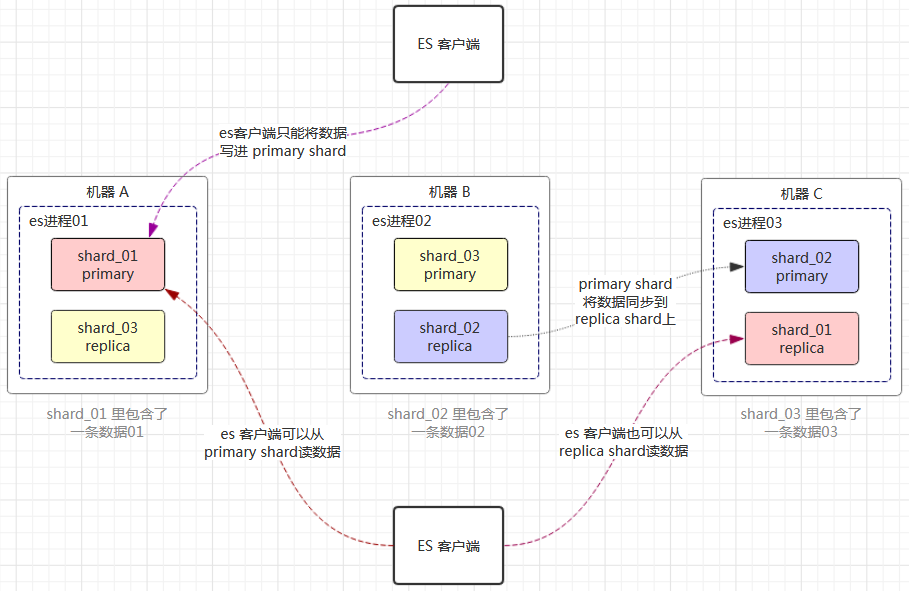 ES 客户端
es客户端只能将数据
写进 primary shard
机器 A
es进程01
shard_01
primary
shard_03
replica
shard_01 里包含了
一条数据01
机器 B
es进程02
shard_03
primary
shard_02
replica
shard_02 里包含了
一条数据02
primary shard
将数据同步到
replica shard上
机器 C
es进程03
shard_02
primary
shard_01
replica
shard_03 里包含了
一条数据03
es 客户端可以从
primary shard读数据
es 客户端也可以从
replica shard读数据
ES 客户端